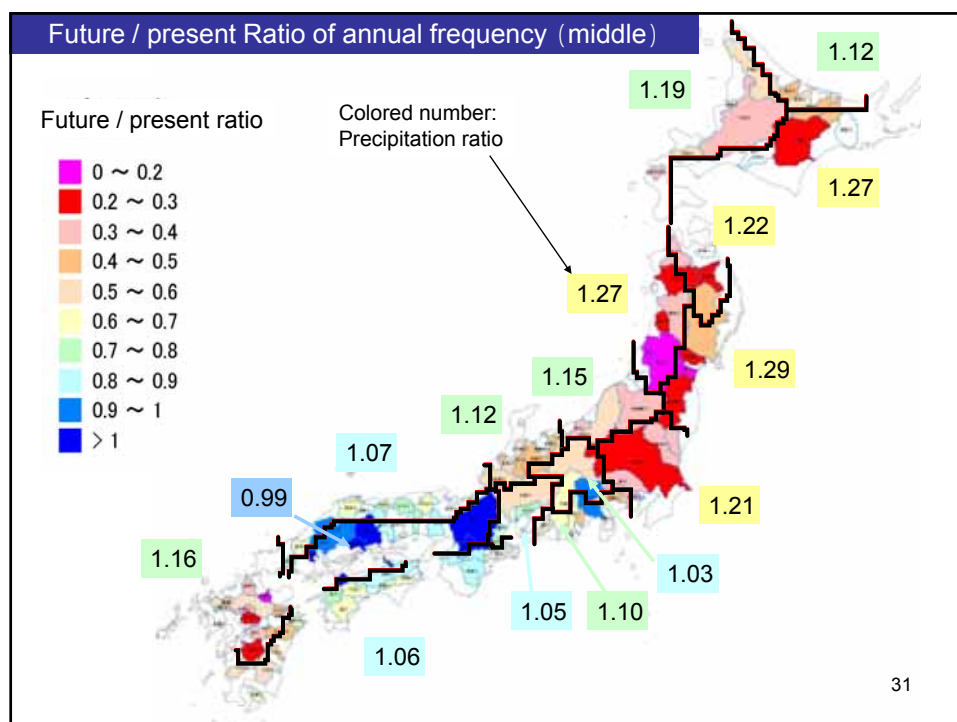 Future / present Ratio of annual frequency (middle)
Future / present ratio
0 ～ 0.2
0.2 ～ 0.3
0.3 ～ 0.4
0.4 ～ 0.5
0.5 ～ 0.6
0.6 ～ 0.7
0.7 ～ 0.8
0.8 ～ 0.9
0.9 ～ 1
> 1
Colored number:
Precipitation ratio
1.12
1.19
1.27
1.22
1.27
1.29
1.15
1.12
1.07
0.99
1.21
1.16
1.03
1.05
1.10
1.06
31